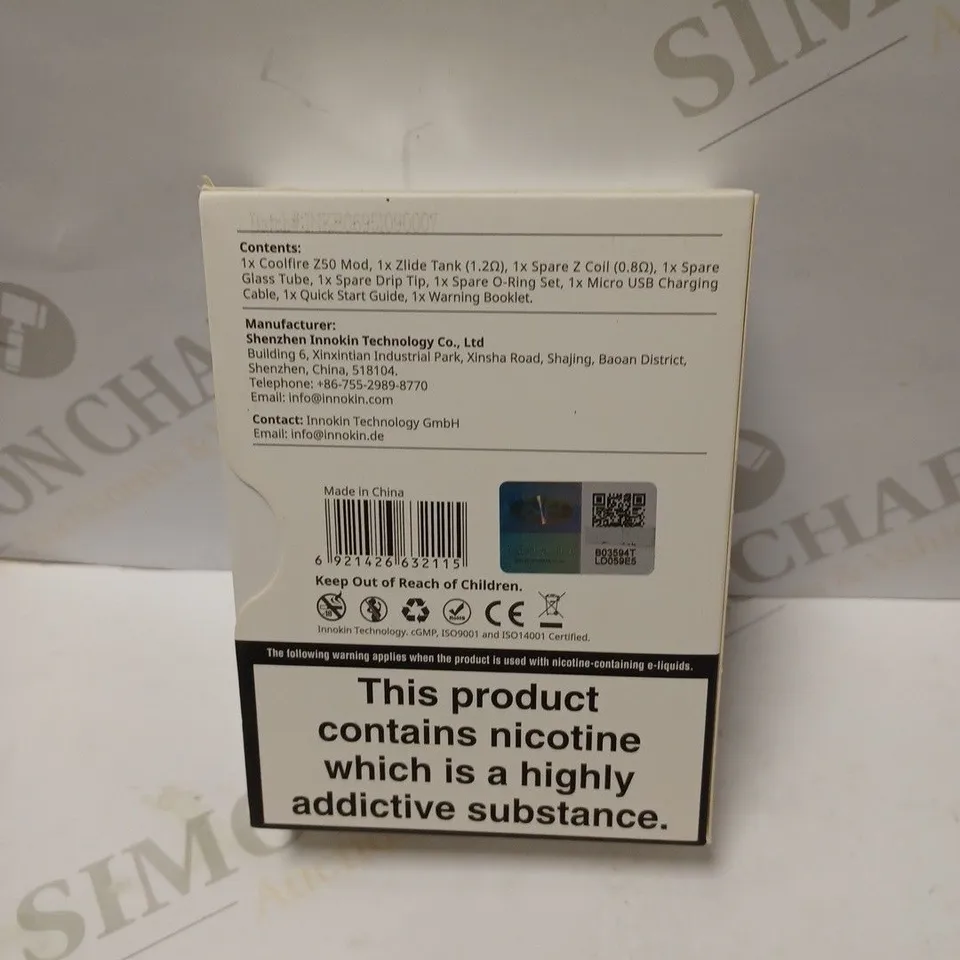 Contents:
1x Coolfire Z50 Mod, 1x Zlide Tank (1.2Ω), 1x Spare Z Coil (0.8Ω), 1x Spare
Glass Tube, 1x Spare Drip Tip, 1x Spare O-Ring Set, 1x Micro USB Charging
Cable, 1x Quick Start Guide, 1x Warning Booklet.
Manufacturer:
Shenzhen Innokin Technology Co., Ltd
Building 6, Xinxintian Industrial Park, Xinsha Road, Shajing, Baoan District,
Shenzhen, China, 518104.
Telephone: +86-755-2989-8770
Email: info@innokin.com
Contact: Innokin Technology GmbH
Email: info@innokin.de
Made in China
6 921426 632115
B03594T
LD059E5
Keep Out of Reach of Children.
18
RoHS
CE
Innokin Technology. cGMP, ISO9001 and ISO14001 Certified.
The following warning applies when the product is used with nicotine-containing e-liquids.
This product
contains nicotine
which is a highly
addictive substance.